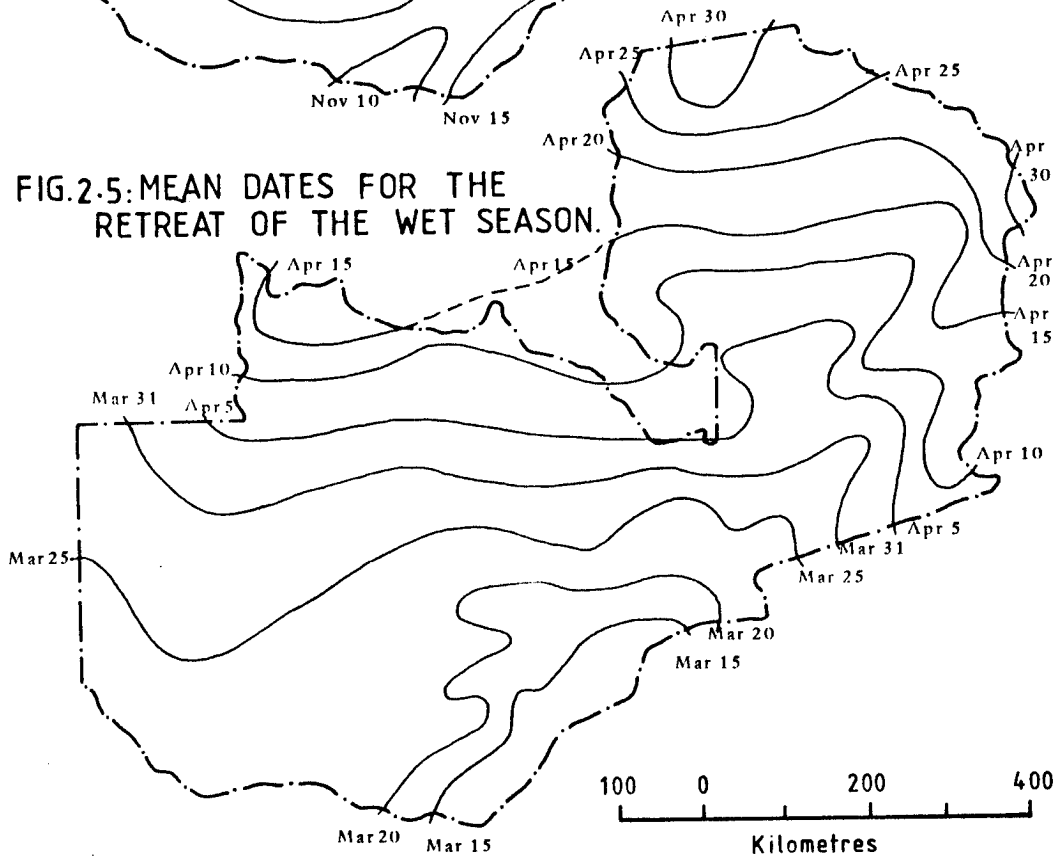 Apr 30
Apr 25
Apr 25
Nov 10
Nov 15
Apr 20
Apr
30
FIG.2.5: MEAN DATES FOR THE
RETREAT OF THE WET SEASON.
Apr 15
Apr 15
Apr
20
Apr
15
Apr 10
Mar 31
Apr 5
Apr 10
Apr 5
Mar 31
Mar 25
Mar 25
Mar 20
Mar 15
100 0 200 400
Kilometres
Mar 20
Mar 15